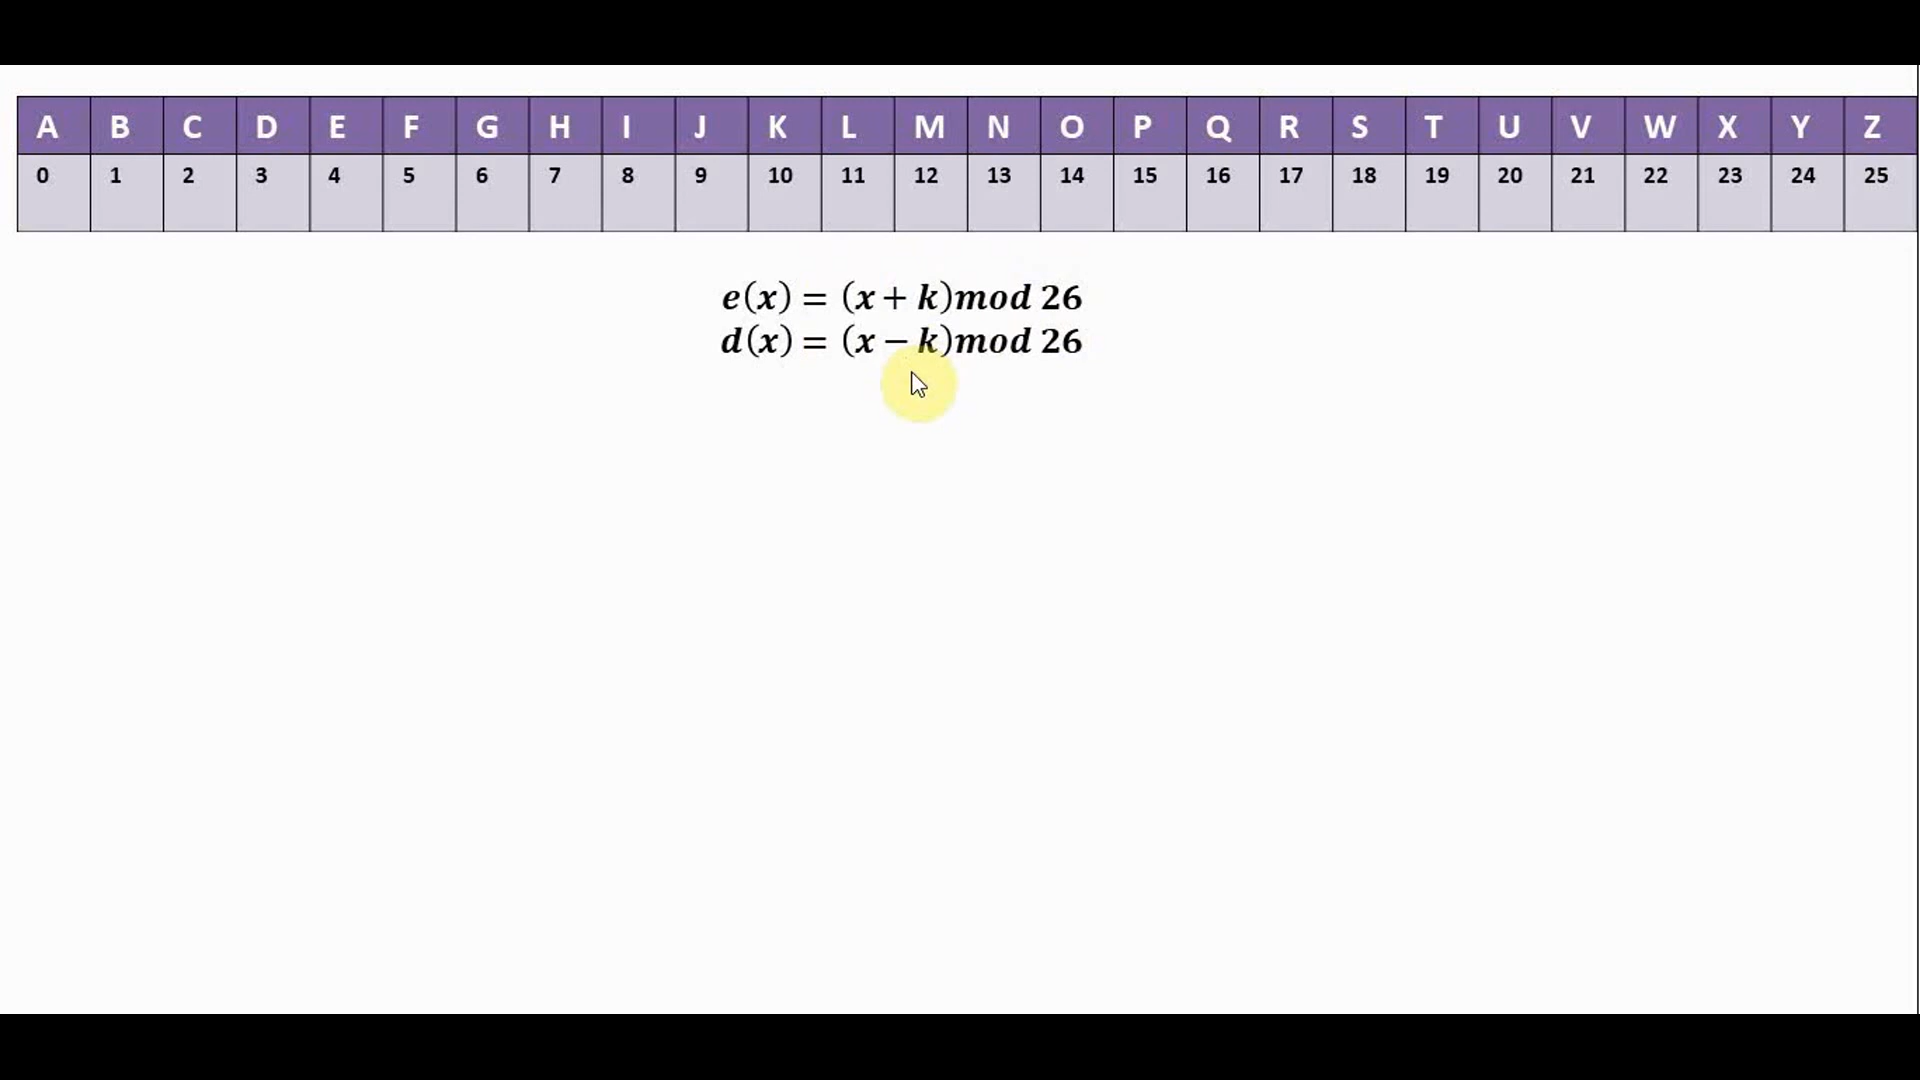 A B C D E F G H I J K L M N O P Q R S T U V W X Y Z
0 1 2 3 4 5 6 7 8 9 10 11 12 13 14 15 16 17 18 19 20 21 22 23 24 25
e(x) = (x + k)mod 26
d(x) = (x − k)mod 26